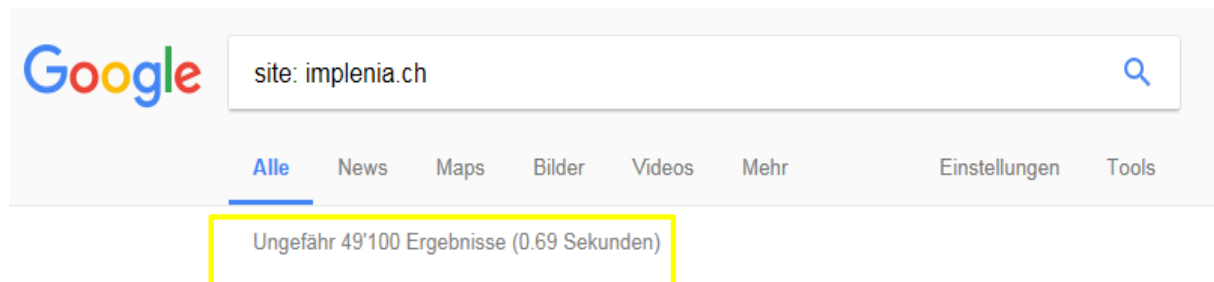 Google site: implenia.ch
Alle News Maps Bilder Videos Mehr Einstellungen Tools
Ungefähr 49'100 Ergebnisse (0.69 Sekunden)